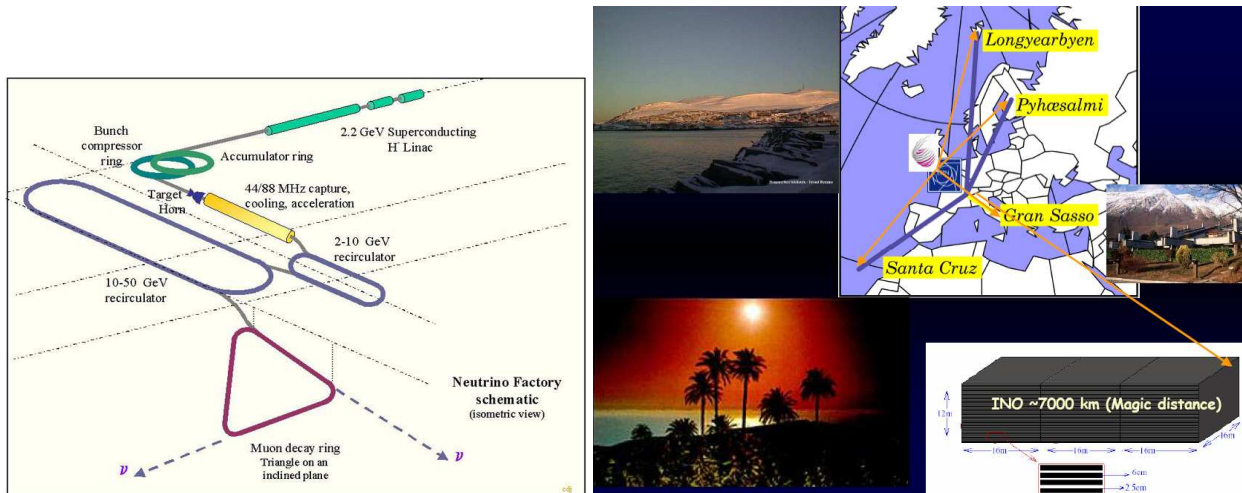 2.2 GeV Superconducting
H⁻ Linac
Bunch
compressor
ring
Accumulator ring
Target
Horn
44/88 MHz capture,
cooling, acceleration
2-10 GeV
recirculator
10-50 GeV
recirculator
Neutrino Factory
schematic
(isometric view)
Muon decay ring
Triangle on an
inclined plane
ν
ν
Longyearbyen
Pyhæsalmi
Gran Sasso
Santa Cruz
INO ~7000 km (Magic distance)
12m
16m
16m
16m
16m
6cm
2.5cm